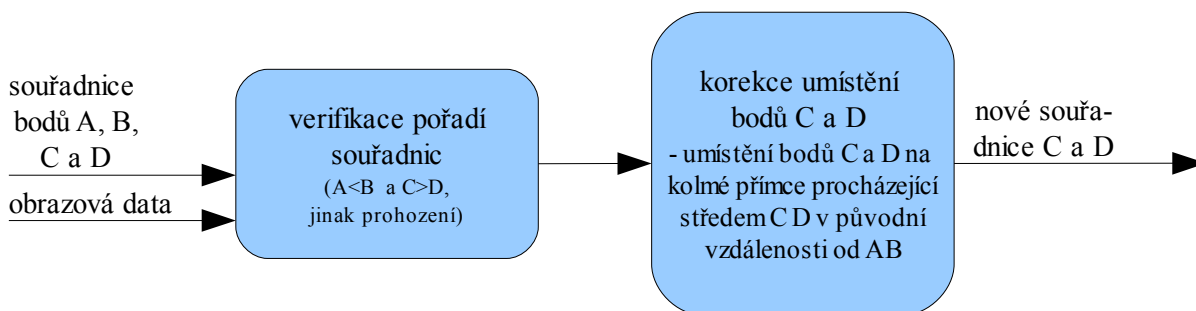 souřadnice
bodů A, B,
C a D
obrazová data
verifikace pořadí
souřadnic
(A<B a C>D,
jinak prohození)
korekce umístění
bodů C a D
- umístění bodů C a D na
kolmé přímce procházející
středem C D v původní
vzdálenosti od AB
nové souřa-
dnice C a D